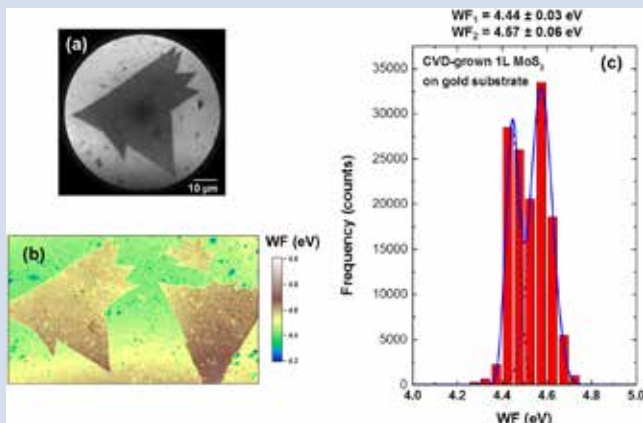 (a)
10 µm
(b)
WF (eV)
WF₁ = 4.44 ± 0.03 eV
WF₂ = 4.57 ± 0.06 eV
(c)
CVD-grown 1L MoS₂
on gold substrate
Frequency (counts)
35000
30000
25000
20000
15000
10000
5000
0
4.0 4.2 4.4 4.6 4.8 5.0
WF (eV)